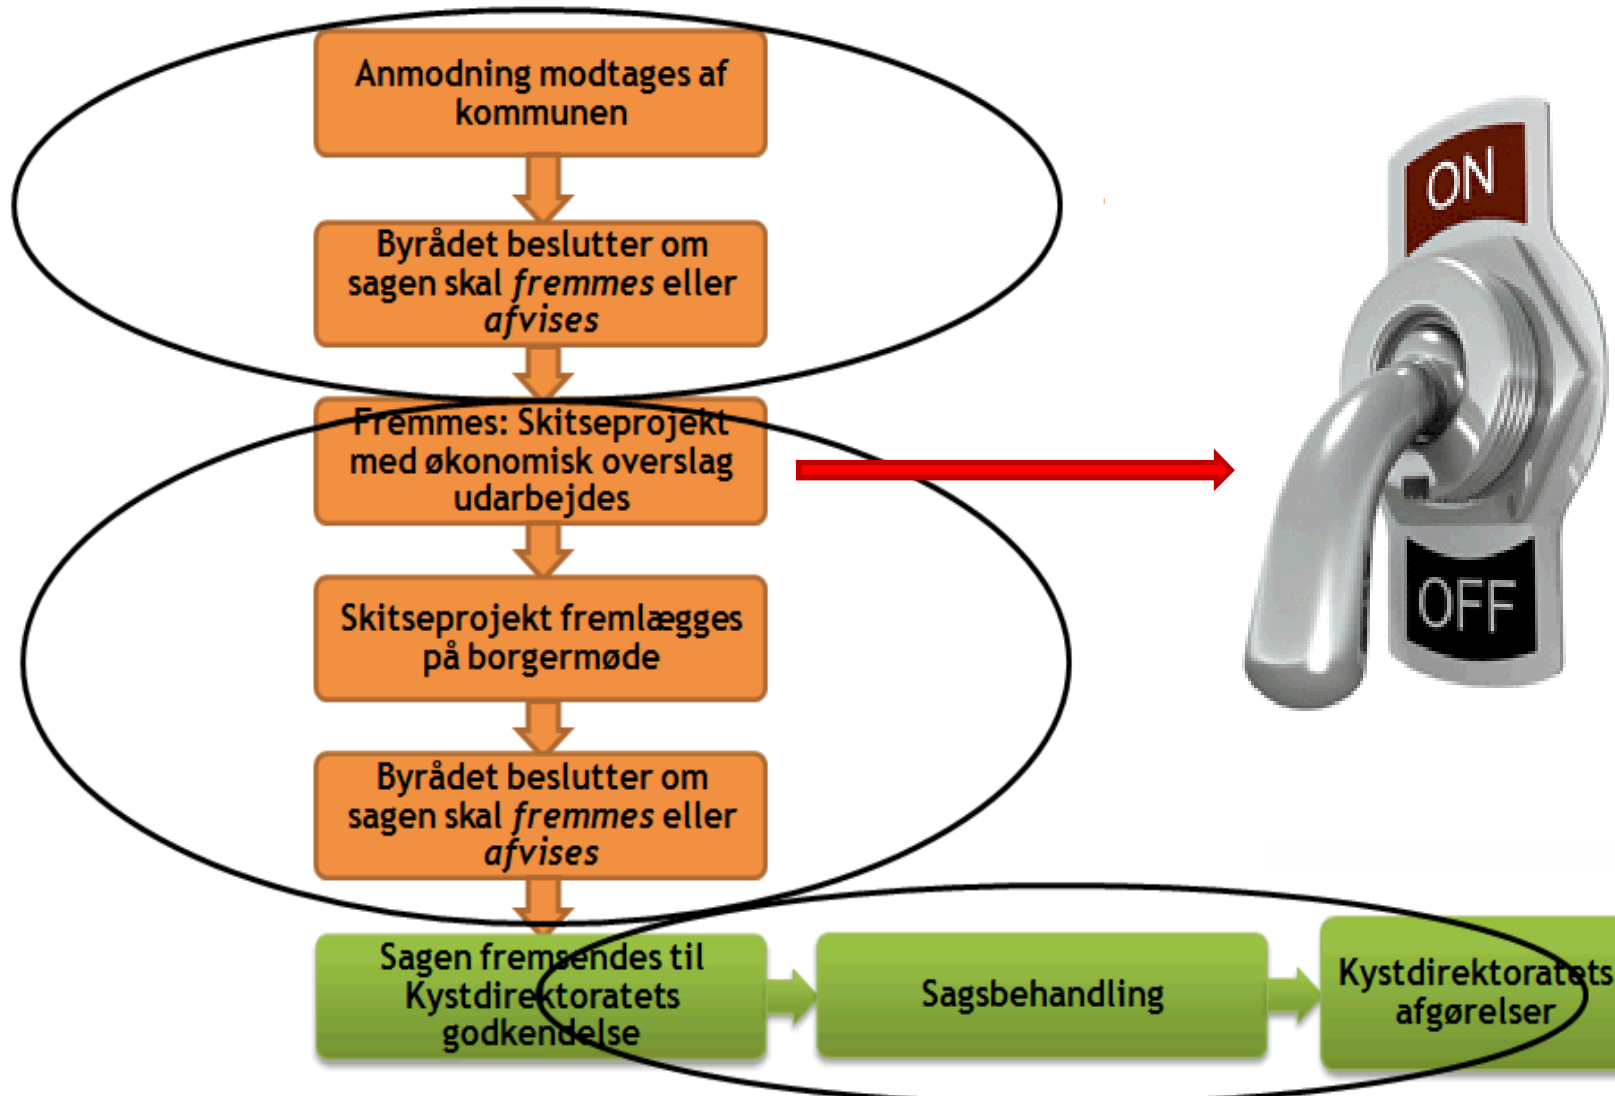 Anmodning modtages af
kommunen
Byrådet beslutter om
sagen skal fremmes eller
afvises
Fremmes: Skitseprojekt
med økonomisk overslag
udarbejdes
Skitseprojekt fremlægges
på borgermøde
Byrådet beslutter om
sagen skal fremmes eller
afvises
Sagen fremsendes til
Kystdirektoratets
godkendelse
Sagsbehandling
Kystdirektoratets
afgørelser
ON
OFF